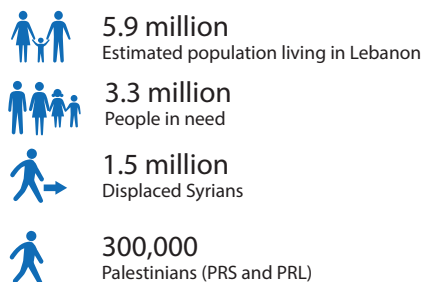 5.9 million
Estimated population living in Lebanon
3.3 million
People in need
1.5 million
Displaced Syrians
300,000
Palestinians (PRS and PRL)